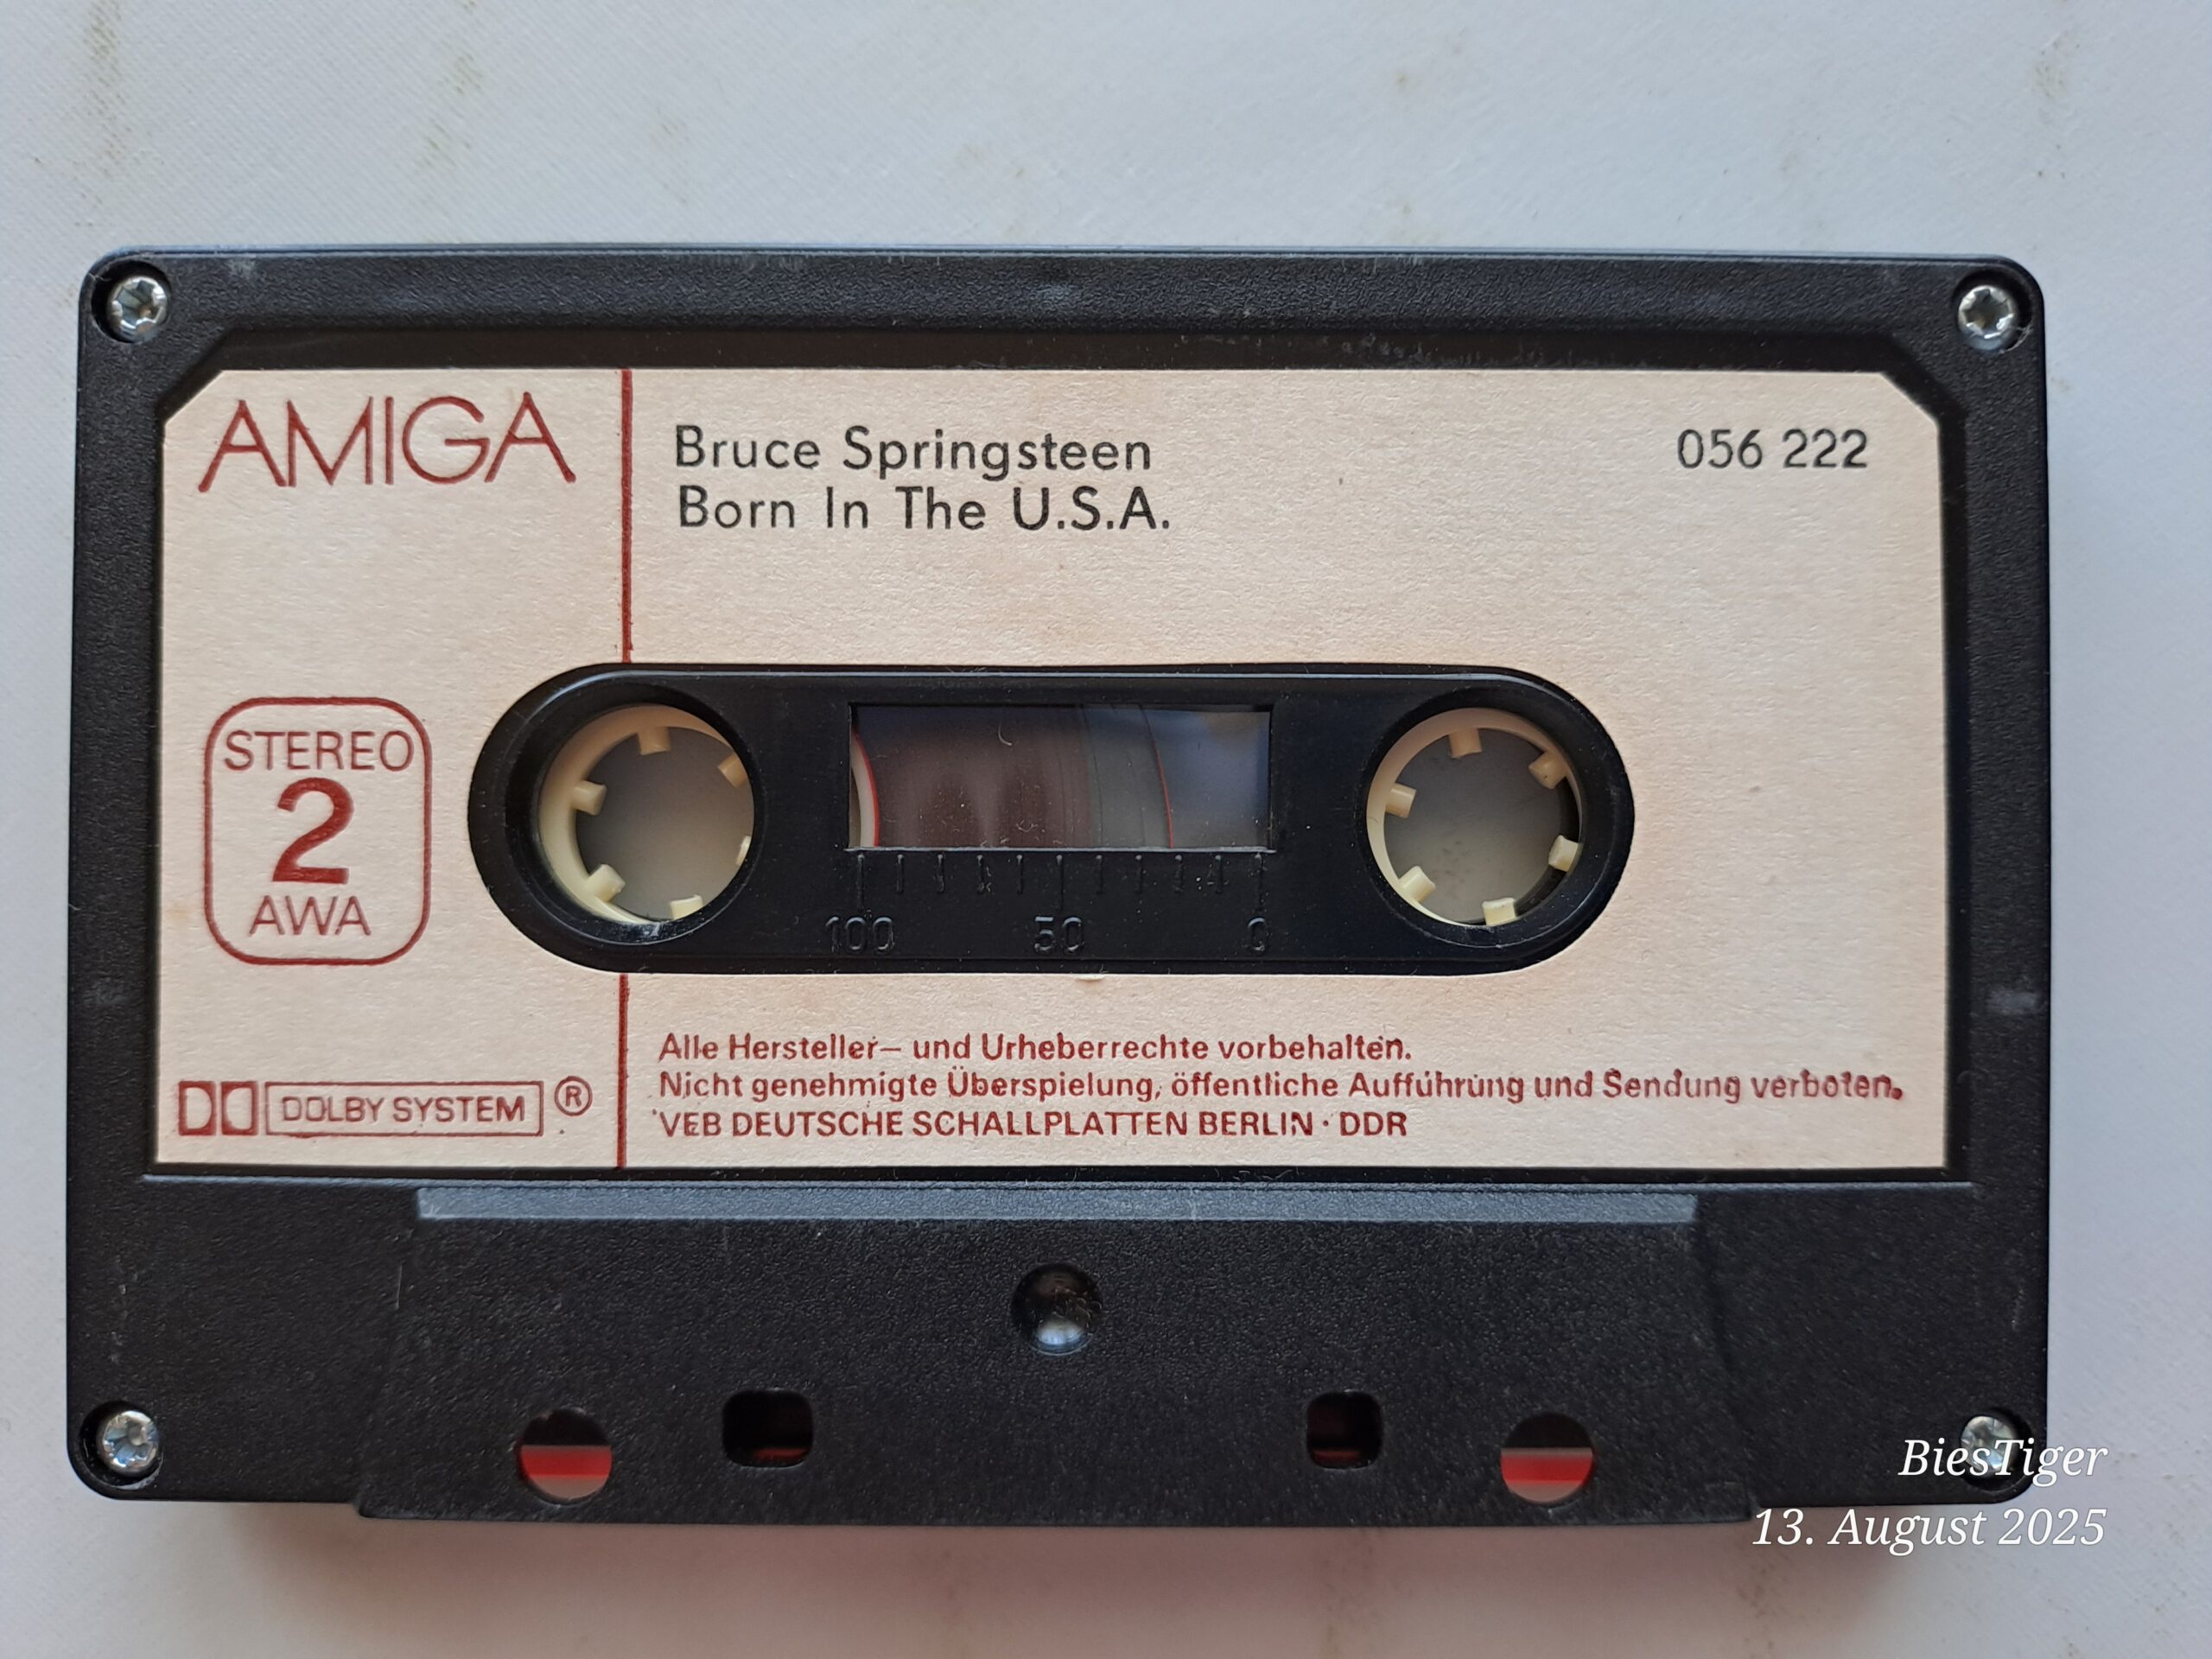 AMIGA
Bruce Springsteen
Born In The U.S.A.
056 222
STEREO
2
AWA
100 50 0
DOLBY SYSTEM ®
Alle Hersteller– und Urheberrechte vorbehalten.
Nicht genehmigte Überspielung, öffentliche Aufführung und Sendung verboten.
VEB DEUTSCHE SCHALLPLATTEN BERLIN · DDR
BiesTiger
13. August 2025